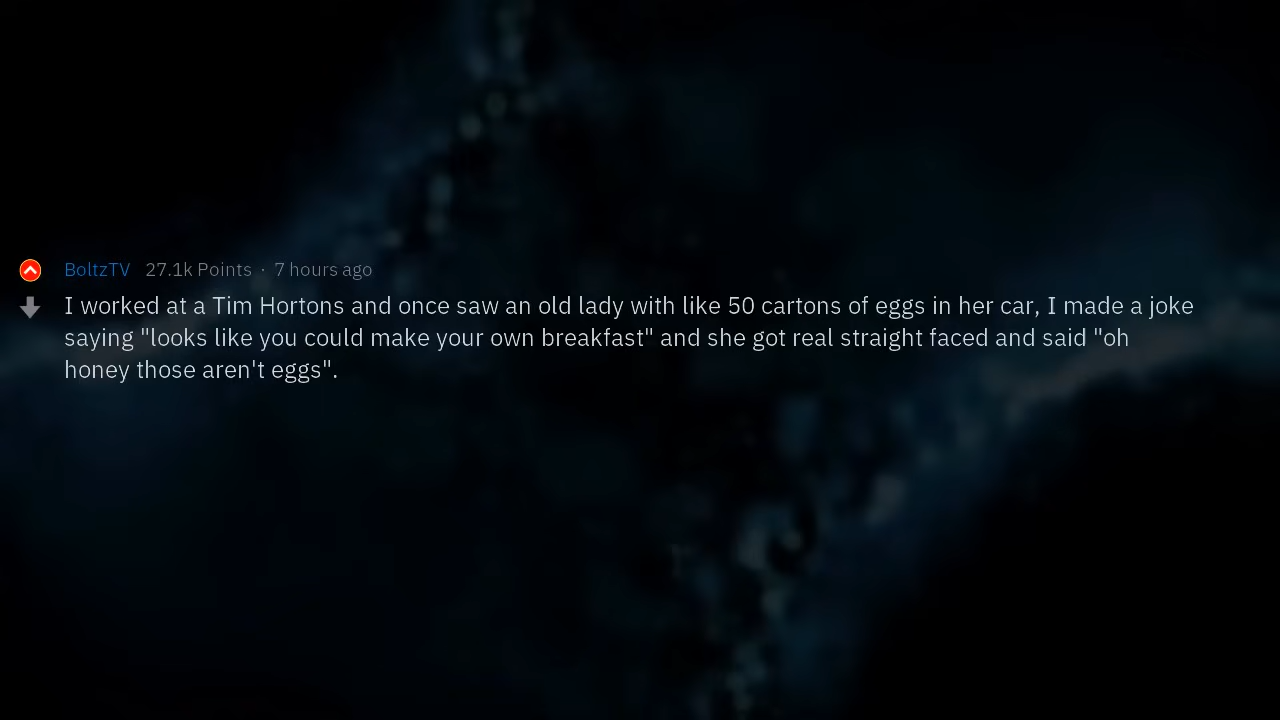 BoltzTV 27.1k Points · 7 hours ago
I worked at a Tim Hortons and once saw an old lady with like 50 cartons of eggs in her car, I made a joke
saying "looks like you could make your own breakfast" and she got real straight faced and said "oh
honey those aren't eggs".